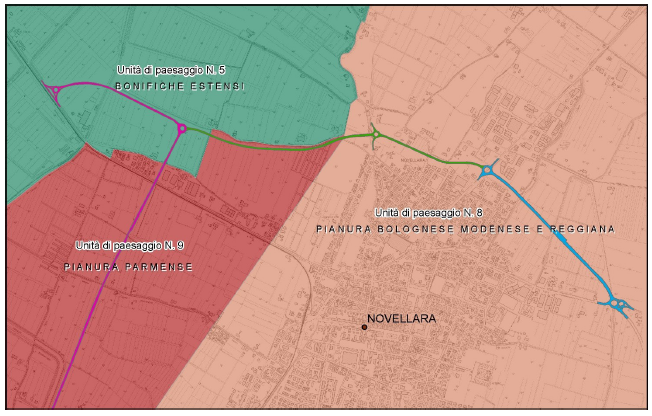 Unità di paesaggio N. 5
BONIFICHE ESTENSI
NOVELLARA
Unità di paesaggio N. 8
PIANURA BOLOGNESE MODENESE E REGGIANA
Unità di paesaggio N. 9
PIANURA PARMENSE
NOVELLARA